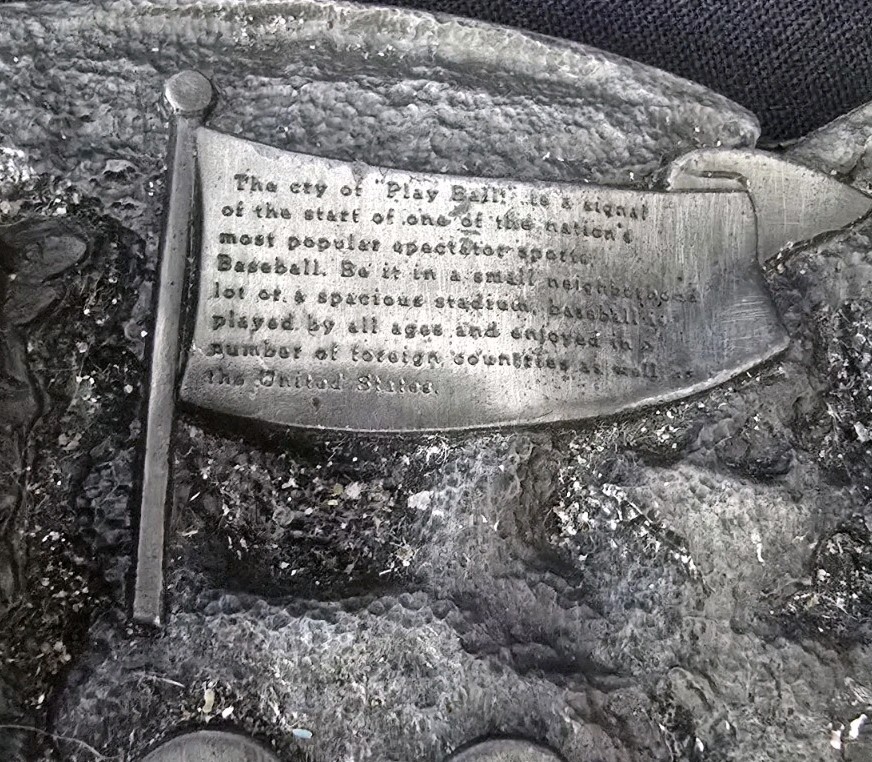 The cry of "Play Ball!" is a signal
of the start of one of the nation's
most popular spectator sports,
Baseball. Be it in a small neighborhood
lot or a spacious stadium, baseball is
played by all ages and enjoyed in a
number of foreign countries as well as
the United States.